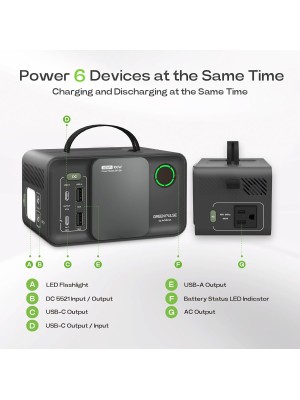 Power 6 Devices at the Same Time
Charging and Discharging at the Same Time
D
GREENPULSE
A
B
C
E
F
G
A LED Flashlight
B DC 5521 Input / Output
C USB-C Output
D USB-C Output / Input
E USB-A Output
F Battery Status LED Indicator
G AC Output